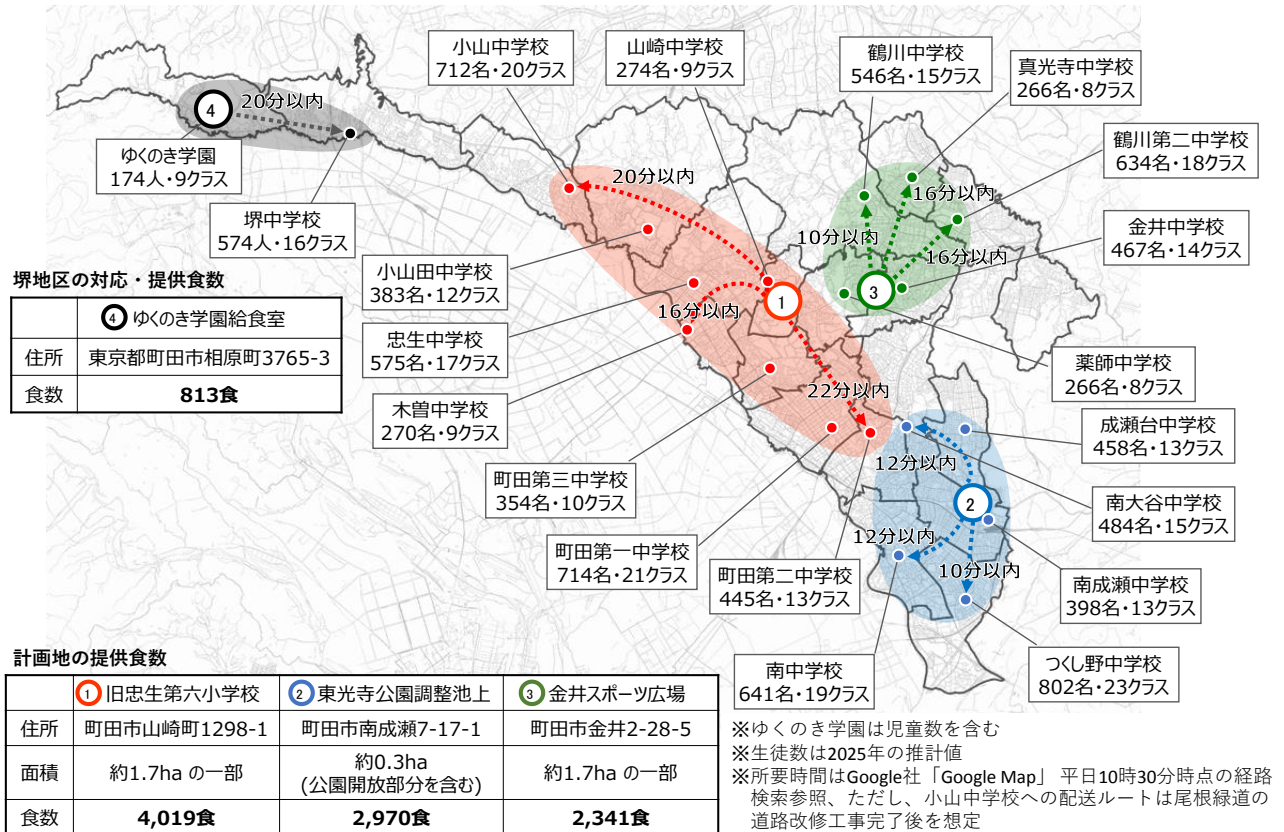 小山中学校
712名・20クラス
山崎中学校
274名・9クラス
鶴川中学校
546名・15クラス
真光寺中学校
266名・8クラス
鶴川第二中学校
634名・18クラス
金井中学校
467名・14クラス
薬師中学校
266名・8クラス
4
20分以内
ゆくのき学園
174人・9クラス
堺中学校
574人・16クラス
20分以内
16分以内
22分以内
1
10分以内
16分以内
16分以内
3
小山田中学校
383名・12クラス
忠生中学校
575名・17クラス
木曽中学校
270名・9クラス
町田第三中学校
354名・10クラス
町田第一中学校
714名・21クラス
町田第二中学校
445名・13クラス
12分以内
2
12分以内
10分以内
成瀬台中学校
458名・13クラス
南大谷中学校
484名・15クラス
南成瀬中学校
398名・13クラス
つくし野中学校
802名・23クラス
南中学校
641名・19クラス
堺地区の対応・提供食数
4 ゆくのき学園給食室
住所 東京都町田市相原町3765-3
食数 813食
計画地の提供食数
1 旧忠生第六小学校 2 東光寺公園調整池上 3 金井スポーツ広場
住所 町田市山崎町1298-1 町田市南成瀬7-17-1 町田市金井2-28-5
面積 約1.7ha の一部 約0.3ha (公園開放部分を含む) 約1.7ha の一部
食数 4,019食 2,970食 2,341食
※ゆくのき学園は児童数を含む
※生徒数は2025年の推計値
※所要時間はGoogle社「Google Map」 平日10時30分時点の経路
検索参照、ただし、小山中学校への配送ルートは尾根緑道の
道路改修工事完了後を想定